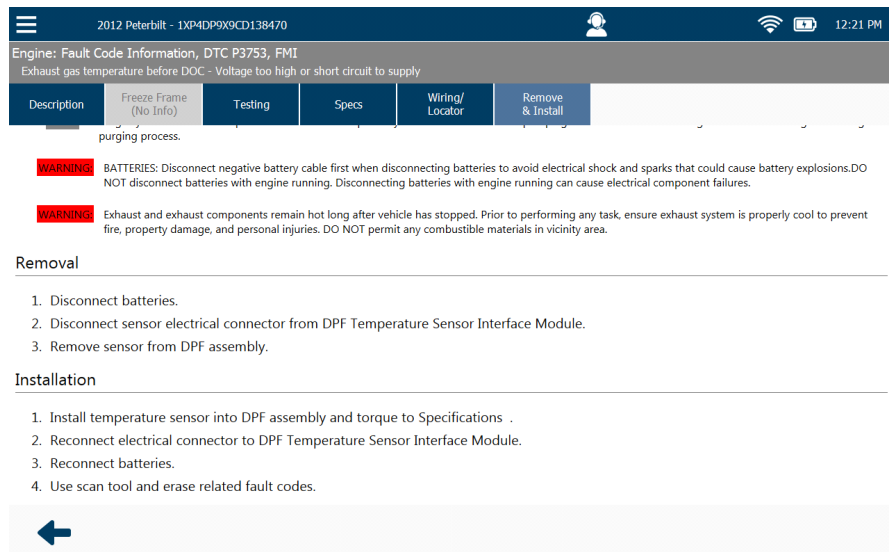 2012 Peterbilt - 1XP4DP9X9CD138470
12:21 PM
Engine: Fault Code Information, DTC P3753, FMI
Exhaust gas temperature before DOC - Voltage too high or short circuit to supply
Description
Freeze Frame
(No Info)
Testing
Specs
Wiring/
Locator
Remove
& Install
purging process.
WARNING: BATTERIES: Disconnect negative battery cable first when disconnecting batteries to avoid electrical shock and sparks that could cause battery explosions.DO
NOT disconnect batteries with engine running. Disconnecting batteries with engine running can cause electrical component failures.
WARNING: Exhaust and exhaust components remain hot long after vehicle has stopped. Prior to performing any task, ensure exhaust system is properly cool to prevent
fire, property damage, and personal injuries. DO NOT permit any combustible materials in vicinity area.
Removal
1. Disconnect batteries.
2. Disconnect sensor electrical connector from DPF Temperature Sensor Interface Module.
3. Remove sensor from DPF assembly.
Installation
1. Install temperature sensor into DPF assembly and torque to Specifications .
2. Reconnect electrical connector to DPF Temperature Sensor Interface Module.
3. Reconnect batteries.
4. Use scan tool and erase related fault codes.